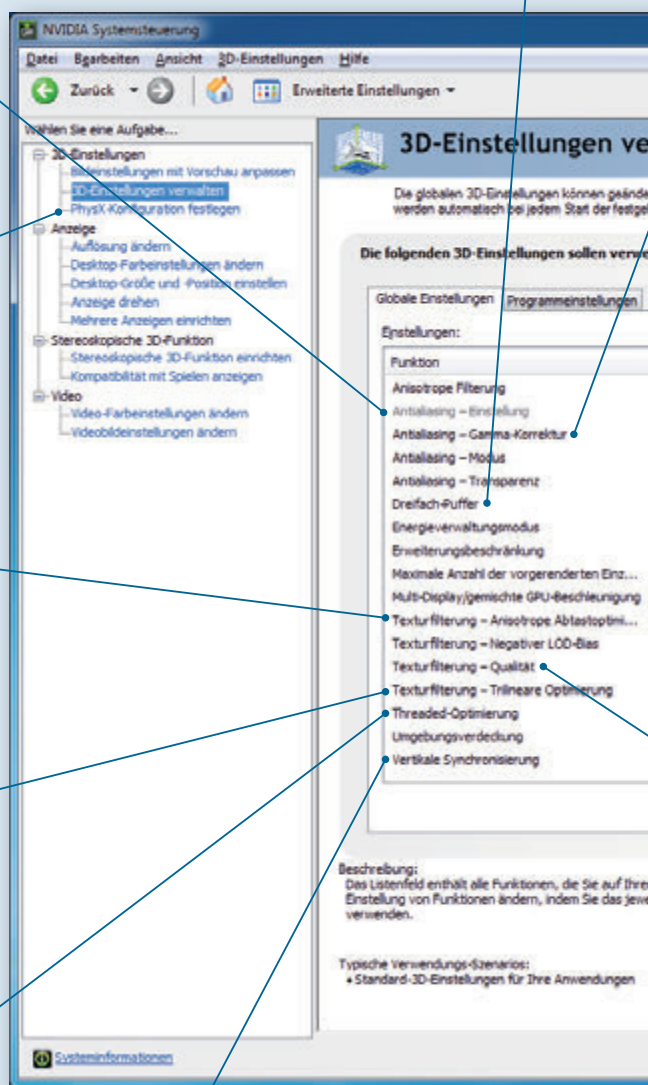 NVIDIA Systemsteuerung
Datei Bearbeiten Ansicht 3D-Einstellungen Hilfe
Zurück Erweiterte Einstellungen
Wählen Sie eine Aufgabe...
3D-Einstellungen
Bildeinstellungen mit Vorschau anpassen
3D-Einstellungen verwalten
PhysX-Konfiguration festlegen
Anzeige
Auflösung ändern
Desktop-Farbeinstellungen ändern
Desktop-Größe und -Position einstellen
Anzeige drehen
Mehrere Anzeigen einrichten
Stereoskopische 3D-Funktion
Stereoskopische 3D-Funktion einrichten
Kompatibilität mit Spielen anzeigen
Video
Video-Farbeinstellungen ändern
Videobildeinstellungen ändern
Systeminformationen
3D-Einstellungen ve
Die globalen 3D-Einstellungen können geände
werden automatisch bei jedem Start der festgel
Die folgenden 3D-Einstellungen sollen verwe
Globale Einstellungen Programmeinstellungen
Einstellungen:
Funktion
Anisotrope Filterung
Antialiasing – Einstellung
Antialiasing – Gamma-Korrektur
Antialiasing – Modus
Antialiasing – Transparenz
Dreifach-Puffer
Energieverwaltungsmodus
Erweiterungsbeschränkung
Maximale Anzahl der vorgerenderten Einz...
Multi-Display/gemischte GPU-Beschleunigung
Texturfilterung – Anisotrope Abtastoptimi...
Texturfilterung – Negativer LOD-Bias
Texturfilterung – Qualität
Texturfilterung – Trilineare Optimierung
Threaded-Optimierung
Umgebungsverdeckung
Vertikale Synchronisierung
Beschreibung:
Das Listenfeld enthält alle Funktionen, die Sie auf Ihre
Einstellung von Funktionen ändern, indem Sie das jewe
verwenden.
Typische Verwendungs-Szenarios:
• Standard-3D-Einstellungen für Ihre Anwendungen